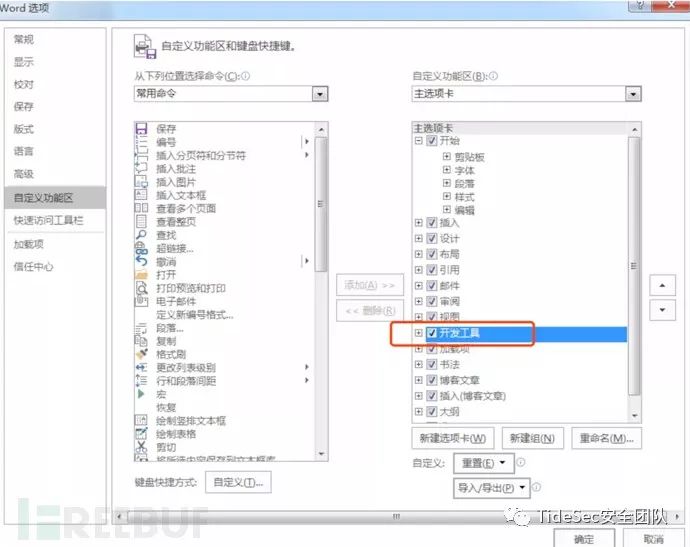 Word 选项
常规
显示
校对
保存
版式
语言
高级
自定义功能区
快速访问工具栏
加载项
信任中心
自定义功能区和键盘快捷键。
从下列位置选择命令(C):
常用命令
保存
编号
插入分页符和分节符
插入批注
插入图片
插入文本框
查看多个页面
查看整页
查找
超链接...
撤消
打开
打印预览和打印
电子邮件
定义新编号格式...
段落...
复制
格式刷
更改列表级别
行和段落间距
宏
恢复
绘制竖排文本框
绘制表格
剪切
将所选内容保存到文本框库
键盘快捷方式:
自定义(T)...
添加(A) >>
<< 删除(R)
自定义功能区(B):
主选项卡
主选项卡
开始
剪贴板
字体
段落
样式
编辑
插入
设计
布局
引用
邮件
审阅
视图
开发工具
加载项
书法
博客文章
插入(博客文章)
大纲
新建选项卡(W)
新建组(N)
重命名(M)...
自定义:
重置(E)
导入/导出(P)
确定
取消
FREEBUF
TideSec安全团队